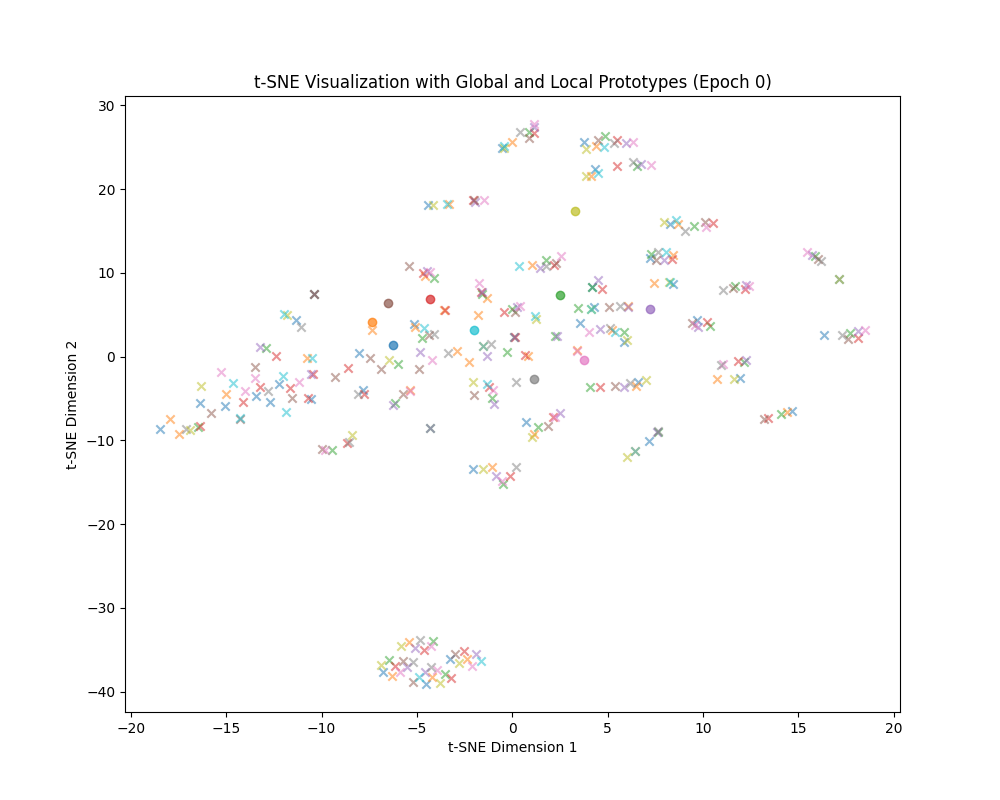 t-SNE Visualization with Global and Local Prototypes (Epoch 0)
30
20
10
0
−10
−20
−30
−40
t-SNE Dimension 2
−20 −15 −10 −5 0 5 10 15 20
t-SNE Dimension 1